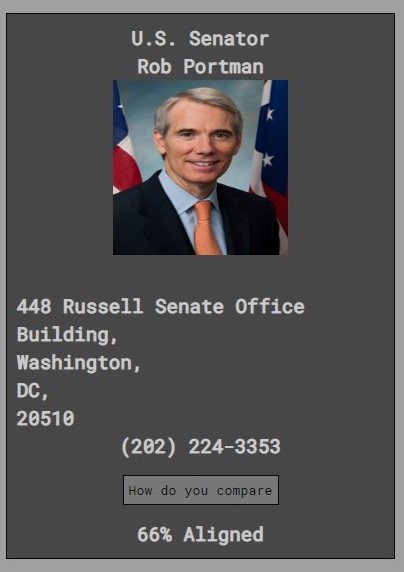 U.S. Senator
Rob Portman
448 Russell Senate Office
Building,
Washington,
DC,
20510
(202) 224-3353
How do you compare
66% Aligned